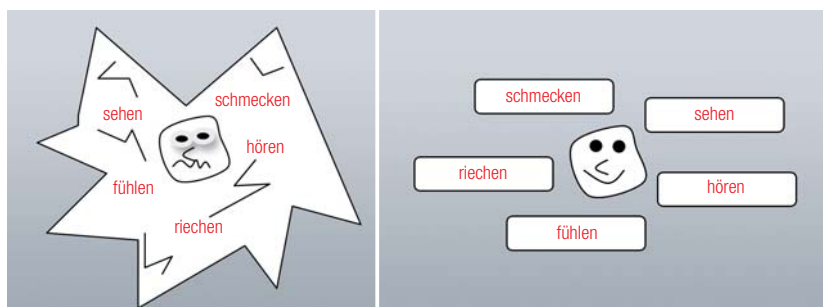 sehen
schmecken
hören
fühlen
riechen
schmecken
sehen
riechen
hören
fühlen